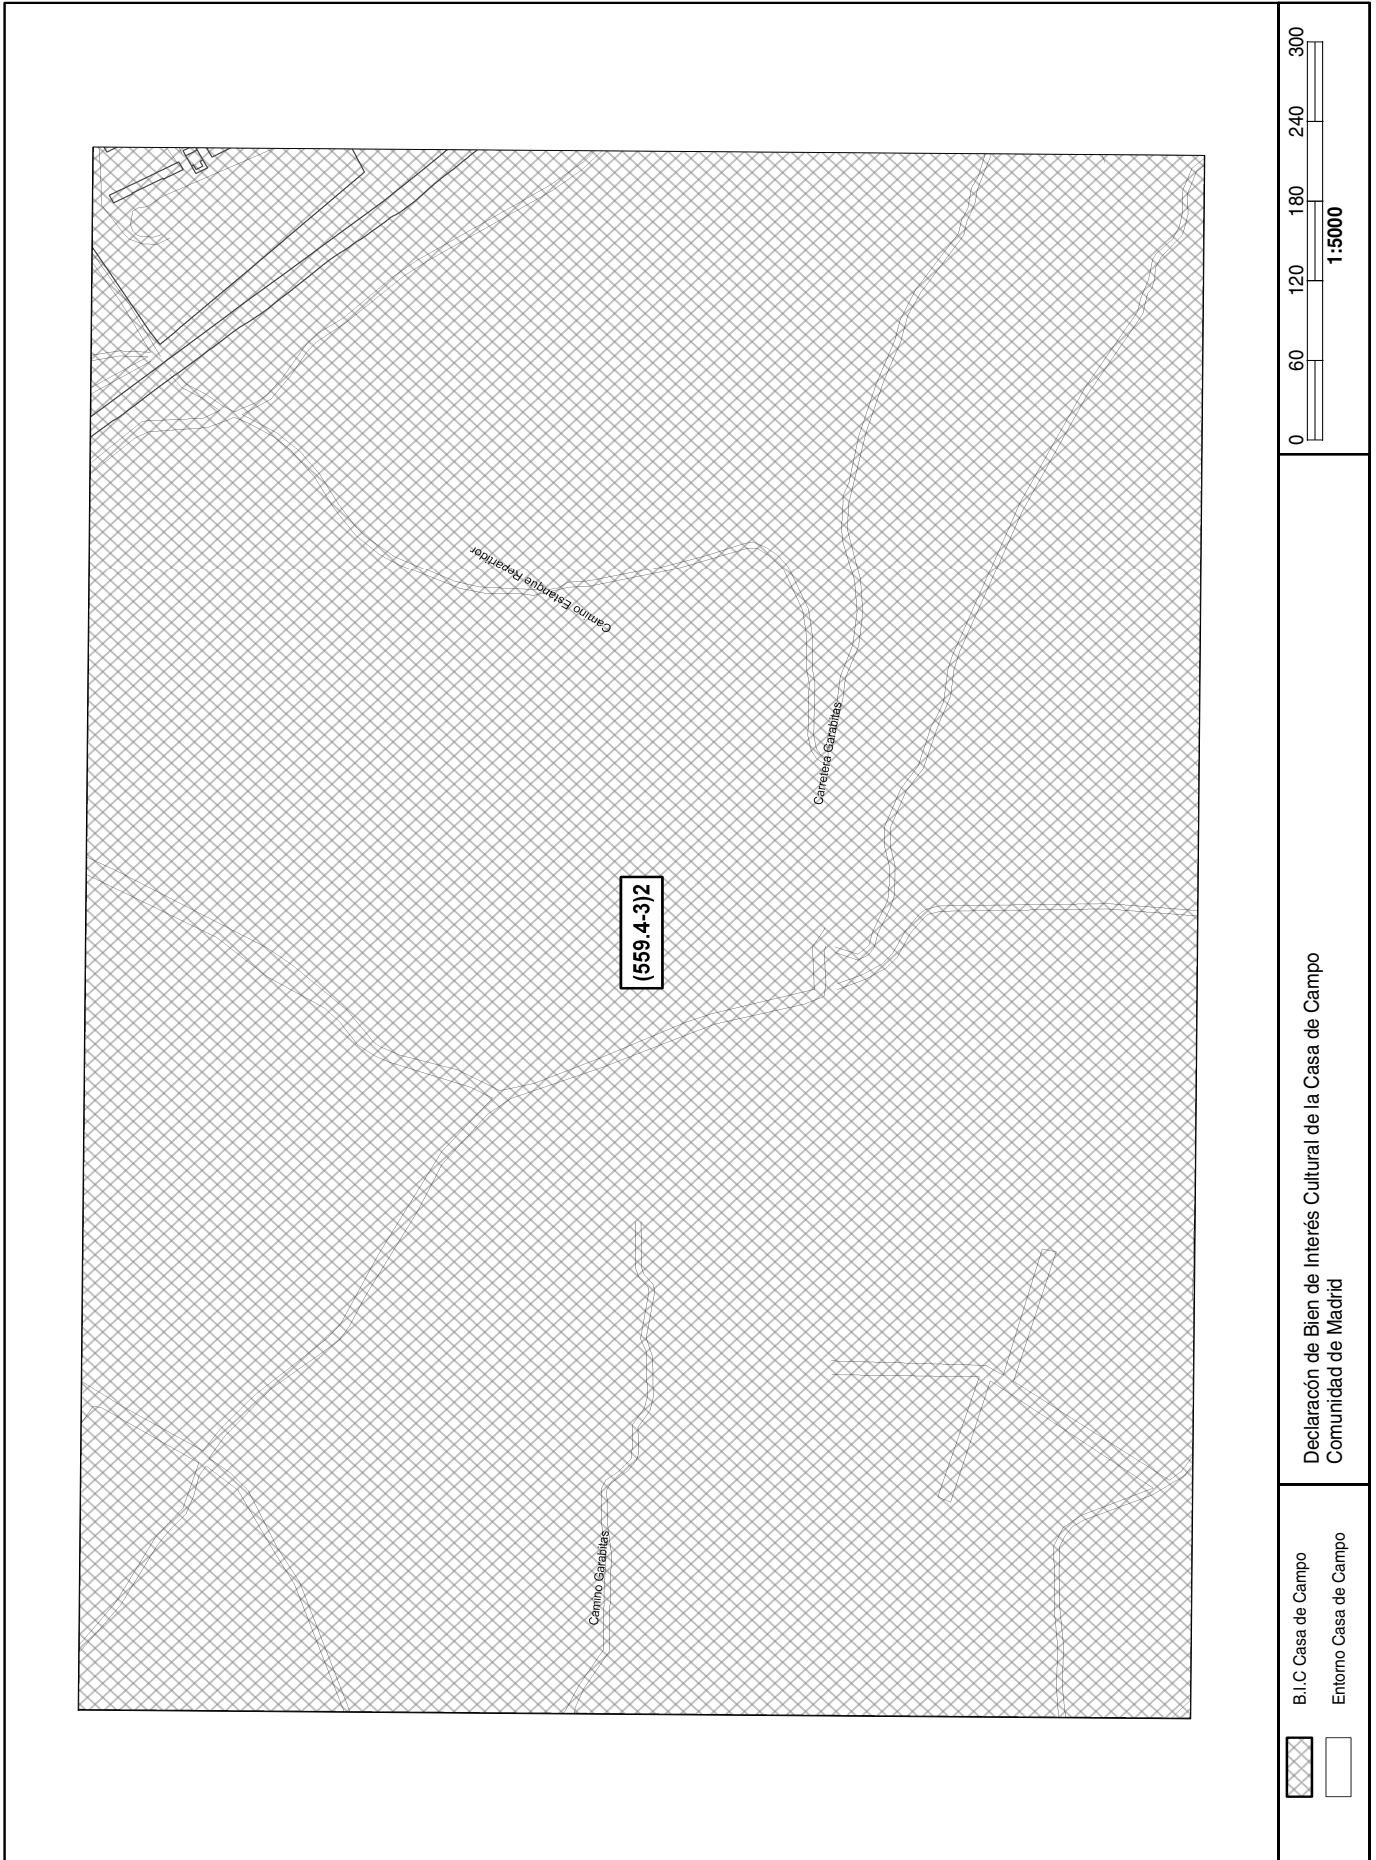 Camino Estanque Repartidor
Carretera Garabitas
(559.4-3)2
Camino Garabitas
B.I.C Casa de Campo
Entorno Casa de Campo
Declaracón de Bien de Interés Cultural de la Casa de Campo
Comunidad de Madrid
0 60 120 180 240 300
1:5000